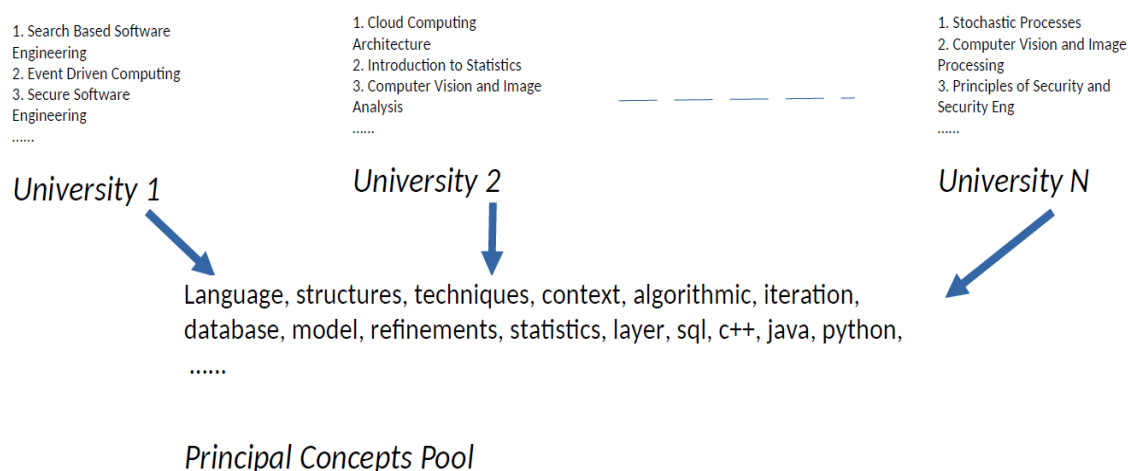 1. Search Based Software
Engineering
2. Event Driven Computing
3. Secure Software
Engineering
......
University 1
1. Cloud Computing
Architecture
2. Introduction to Statistics
3. Computer Vision and Image
Analysis
......
University 2
1. Stochastic Processes
2. Computer Vision and Image
Processing
3. Principles of Security and
Security Eng
......
University N
Language, structures, techniques, context, algorithmic, iteration,
database, model, refinements, statistics, layer, sql, c++, java, python,
......
Principal Concepts Pool